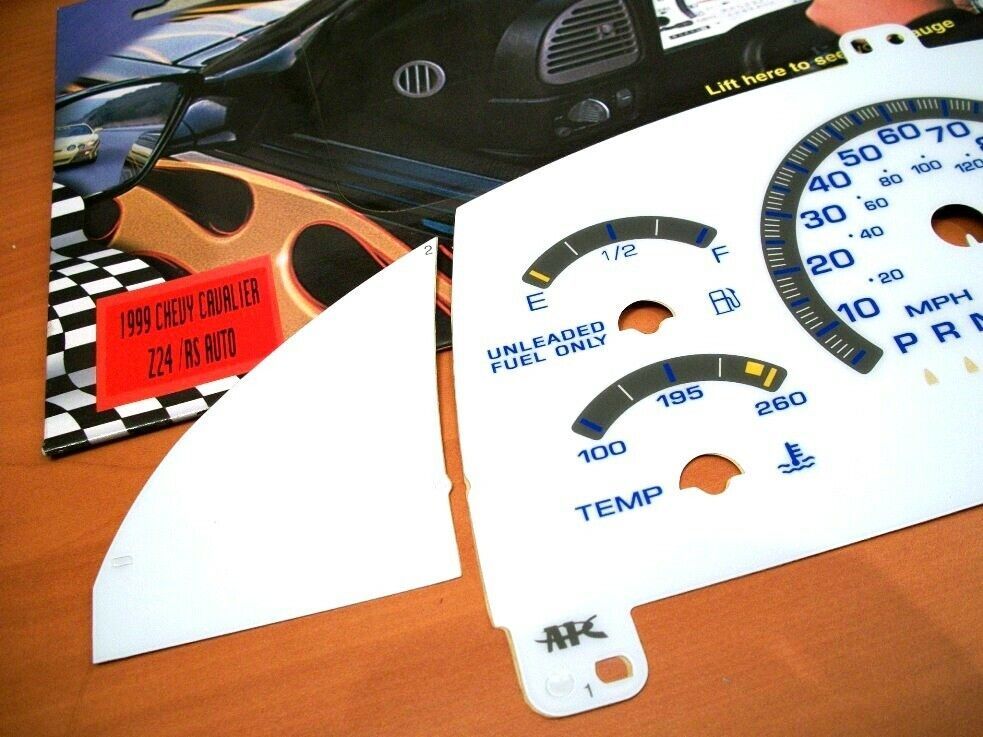 Lift here to see gauge
1999 CHEVY CAVALIER
Z24 /RS AUTO
2
E
1/2
F
UNLEADED
FUEL ONLY
100
195
260
TEMP
10
20
30
40
50
60
70
20
40
60
80
100
120
MPH
P R N
1